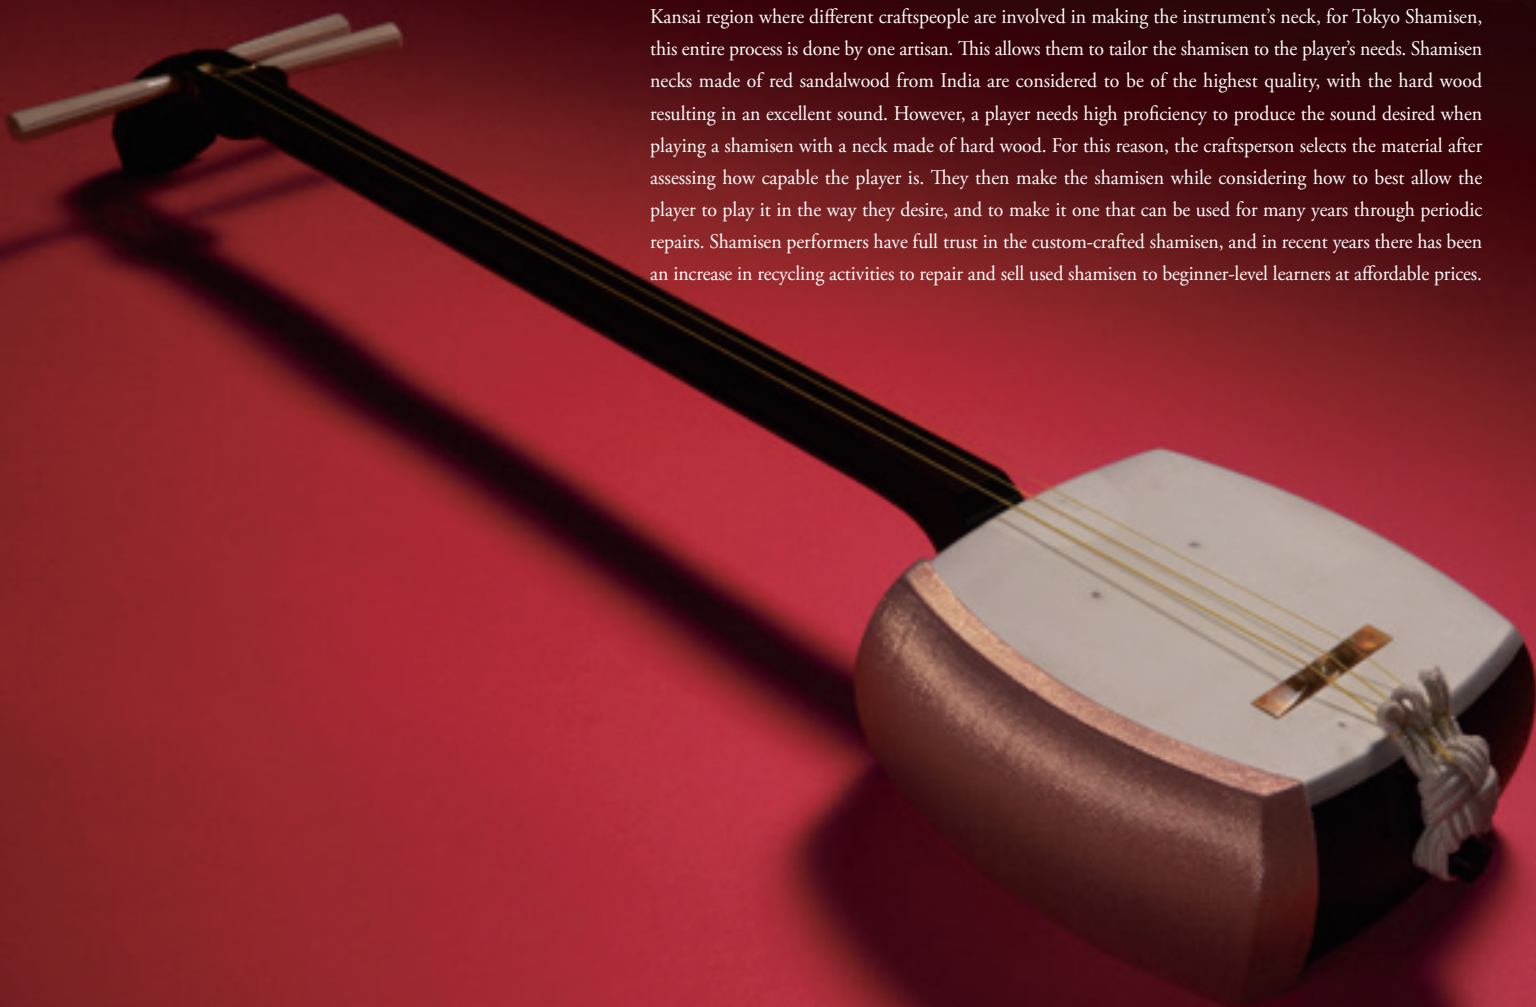 Kansai region where different craftspeople are involved in making the instrument’s neck, for Tokyo Shamisen,
this entire process is done by one artisan. This allows them to tailor the shamisen to the player’s needs. Shamisen
necks made of red sandalwood from India are considered to be of the highest quality, with the hard wood
resulting in an excellent sound. However, a player needs high proficiency to produce the sound desired when
playing a shamisen with a neck made of hard wood. For this reason, the craftsperson selects the material after
assessing how capable the player is. They then make the shamisen while considering how to best allow the
player to play it in the way they desire, and to make it one that can be used for many years through periodic
repairs. Shamisen performers have full trust in the custom-crafted shamisen, and in recent years there has been
an increase in recycling activities to repair and sell used shamisen to beginner-level learners at affordable prices.